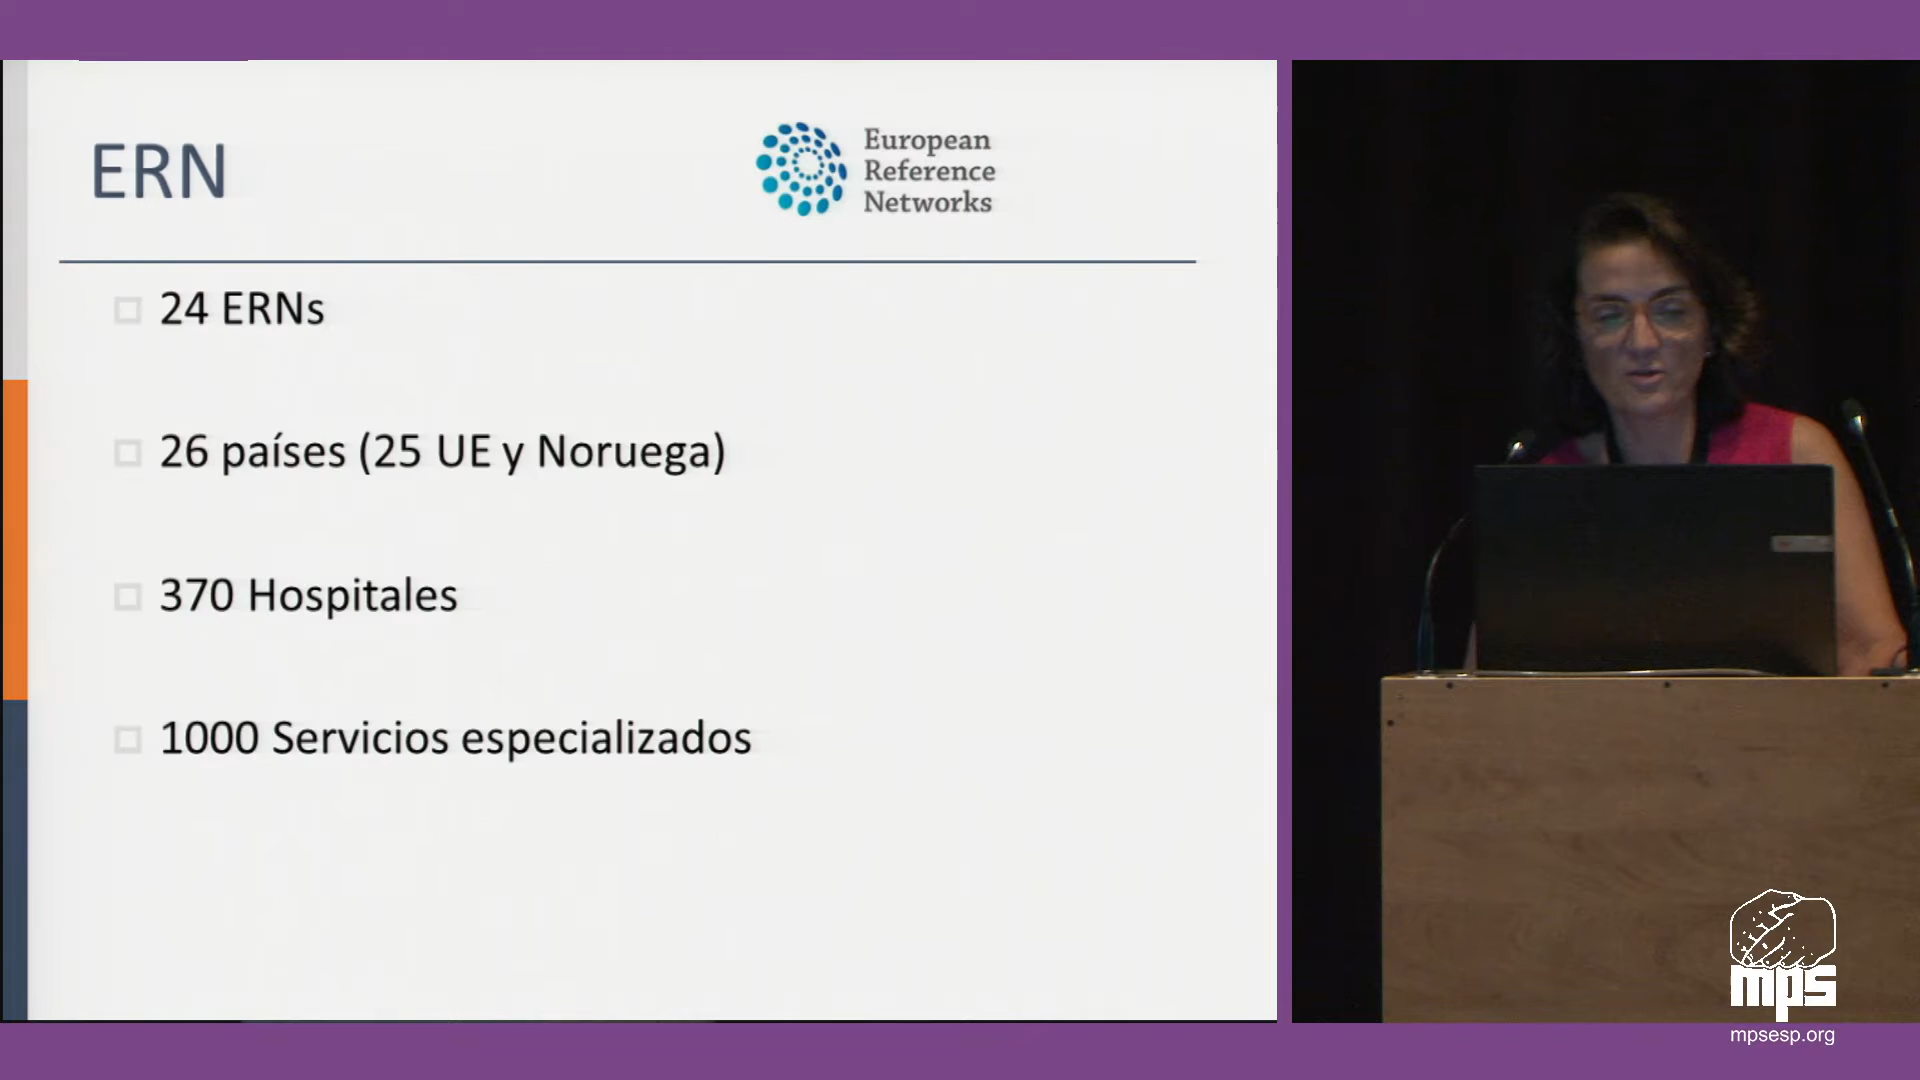 ERN
European
Reference
Networks
24 ERNs
26 países (25 UE y Noruega)
370 Hospitales
1000 Servicios especializados
mps
mpsesp.org